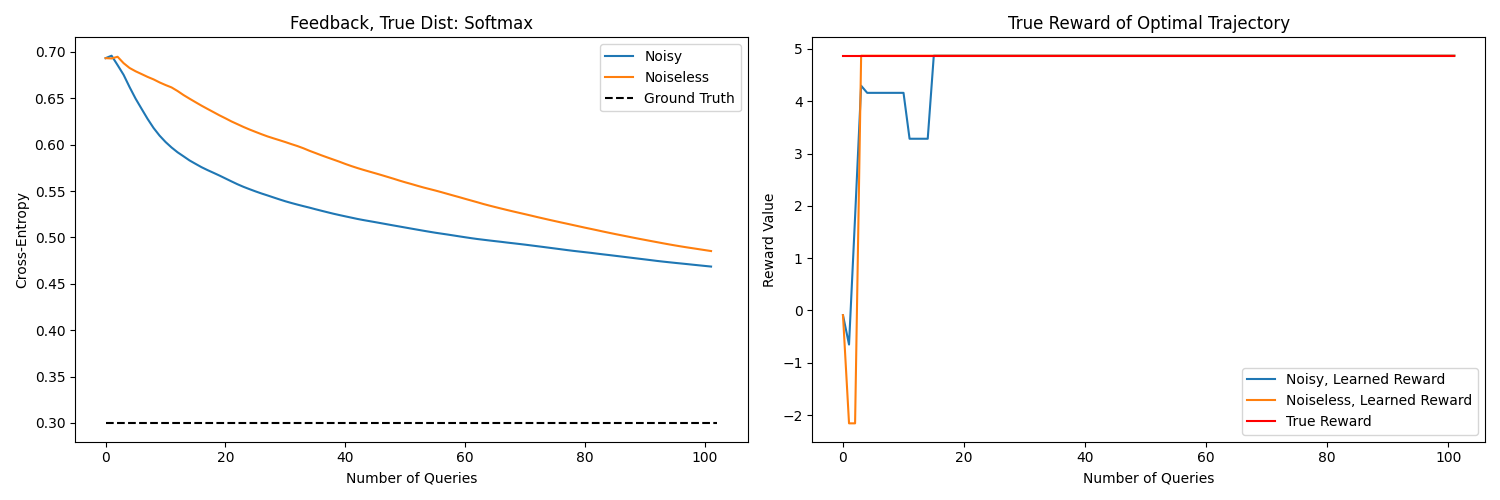 Feedback, True Dist: Softmax
0.70
0.65
0.60
0.55
0.50
0.45
0.40
0.35
0.30
Cross-Entropy
0
20
40
60
80
100
Number of Queries
Noisy
Noiseless
Ground Truth
True Reward of Optimal Trajectory
5
4
3
2
1
0
−1
−2
Reward Value
0
20
40
60
80
100
Number of Queries
Noisy, Learned Reward
Noiseless, Learned Reward
True Reward